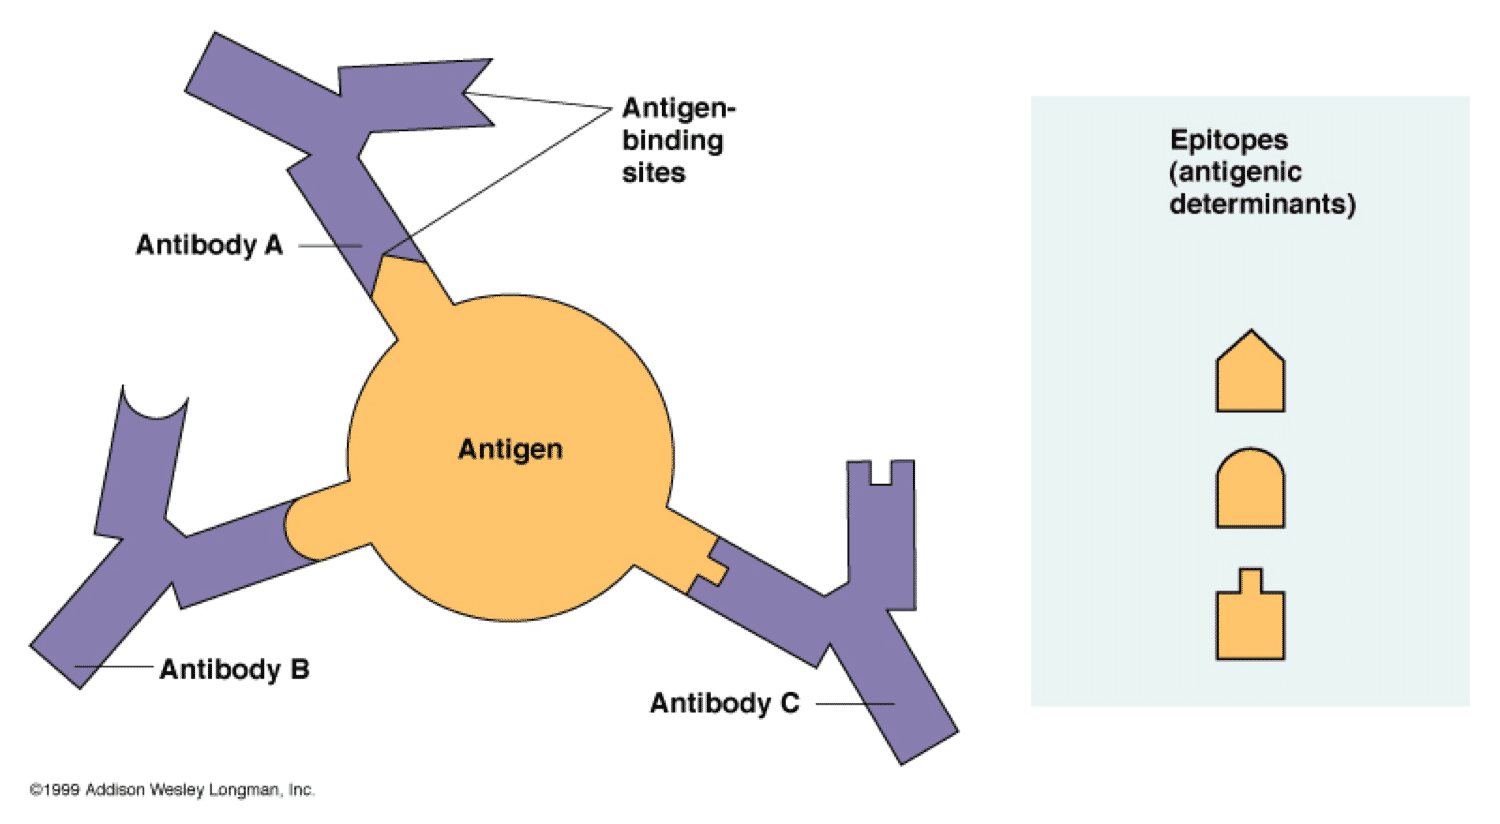 Antigen-
binding
sites
Epitopes
(antigenic
determinants)
Antibody A
Antigen
Antibody B
Antibody C
©1999 Addison Wesley Longman, Inc.